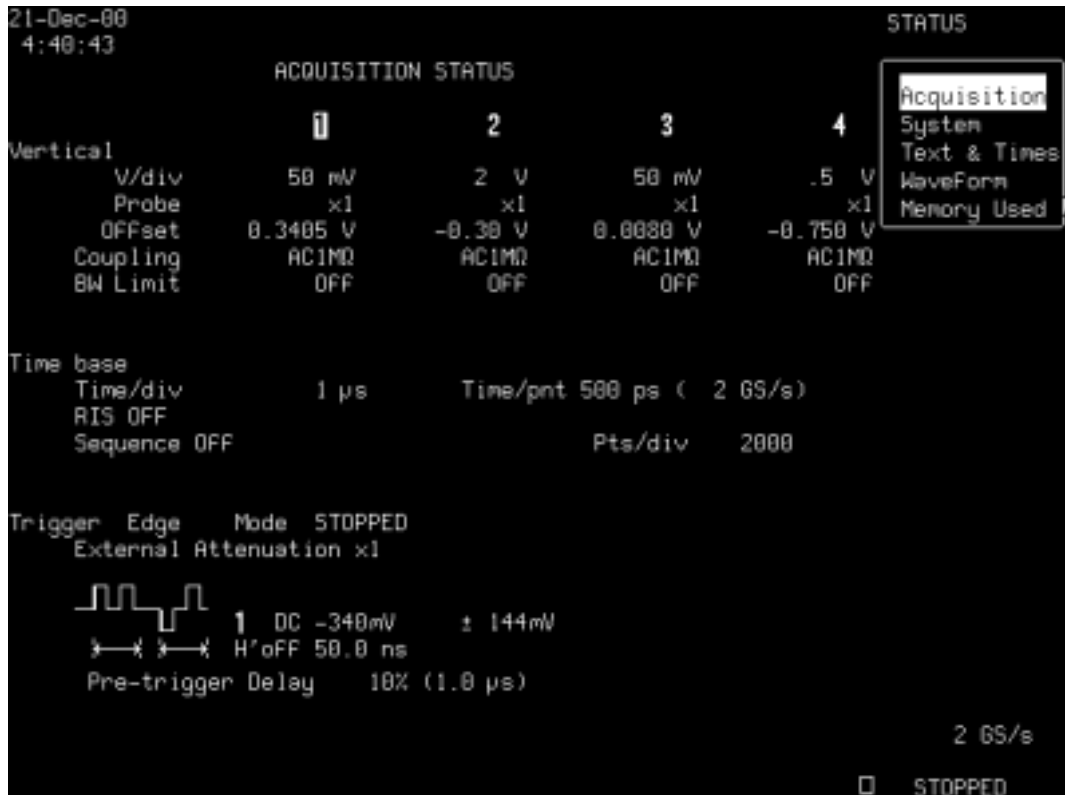 21-Dec-00
4:40:43
STATUS
ACQUISITION STATUS
Acquisition
System
Text & Times
WaveForm
Memory Used
1 2 3 4
Vertical
V/div 50 mV 2 V 50 mV .5 V
Probe ×1 ×1 ×1 ×1
OFFset 0.3405 V -0.30 V 0.0080 V -0.750 V
Coupling AC1MΩ AC1MΩ AC1MΩ AC1MΩ
BW Limit OFF OFF OFF OFF
Time base
Time/div 1 µs Time/pnt 500 ps ( 2 GS/s)
RIS OFF
Sequence OFF Pts/div 2000
Trigger Edge Mode STOPPED
External Attenuation ×1
1 DC -340mV ± 144mV
H'oFF 50.0 ns
Pre-trigger Delay 10% (1.0 µs)
2 GS/s
STOPPED